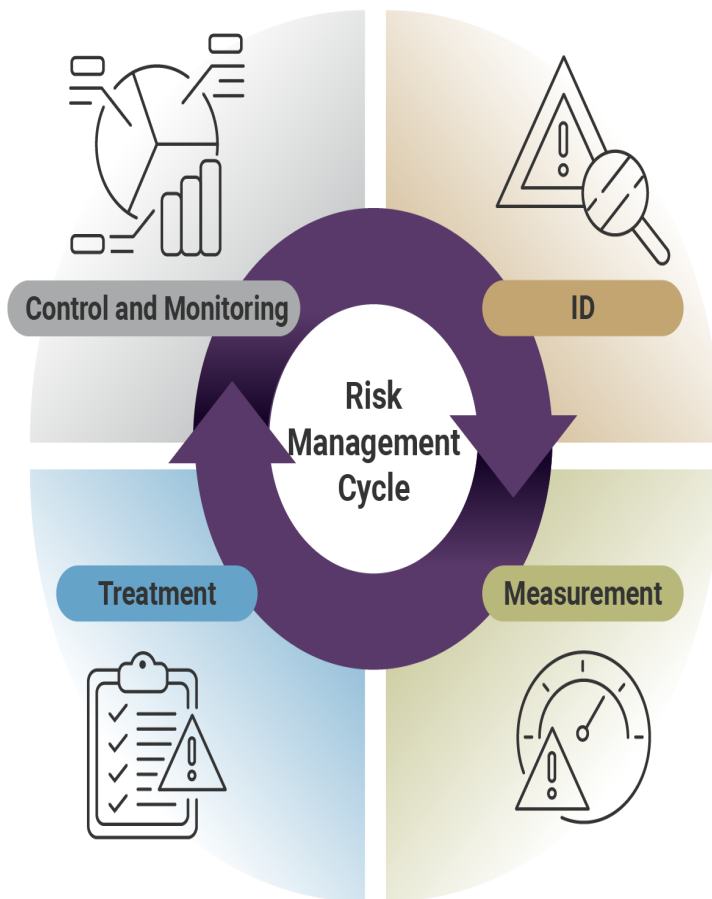 Control and Monitoring
ID
Risk
Management
Cycle
Treatment
Measurement